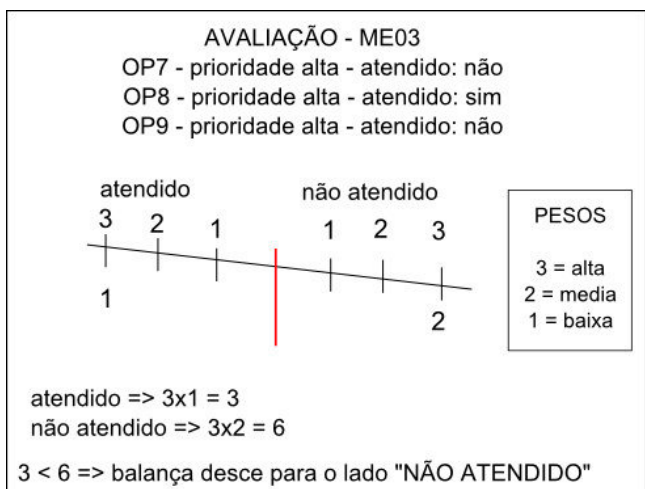 AVALIAÇÃO - ME03
OP7 - prioridade alta - atendido: não
OP8 - prioridade alta - atendido: sim
OP9 - prioridade alta - atendido: não
atendido
não atendido
3 2 1
1 2 3
1
2
PESOS
3 = alta
2 = media
1 = baixa
atendido => 3x1 = 3
não atendido => 3x2 = 6
3 < 6 => balança desce para o lado "NÃO ATENDIDO"